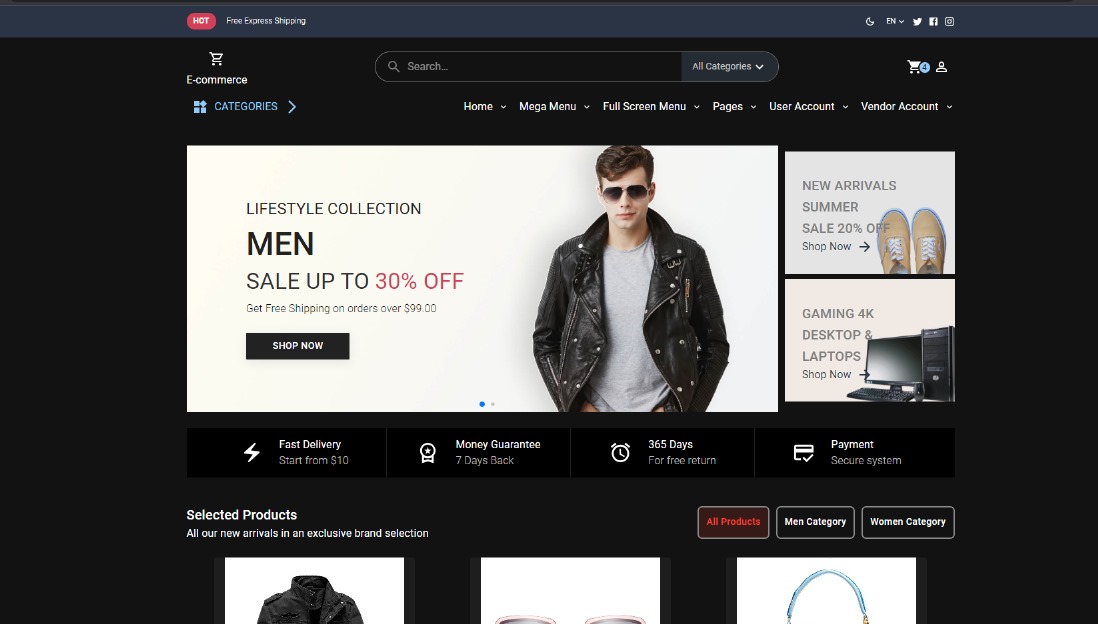 HOT Free Express Shipping EN
E-commerce
Search... All Categories
4
CATEGORIES Home Mega Menu Full Screen Menu Pages User Account Vendor Account
LIFESTYLE COLLECTION
MEN
SALE UP TO 30% OFF
Get Free Shipping on orders over $99.00
SHOP NOW
NEW ARRIVALS
SUMMER
SALE 20% OFF
Shop Now
GAMING 4K
DESKTOP &
LAPTOPS
Shop Now
Fast Delivery
Start from $10
Money Guarantee
7 Days Back
365 Days
For free return
Payment
Secure system
Selected Products
All our new arrivals in an exclusive brand selection
All Products Men Category Women Category